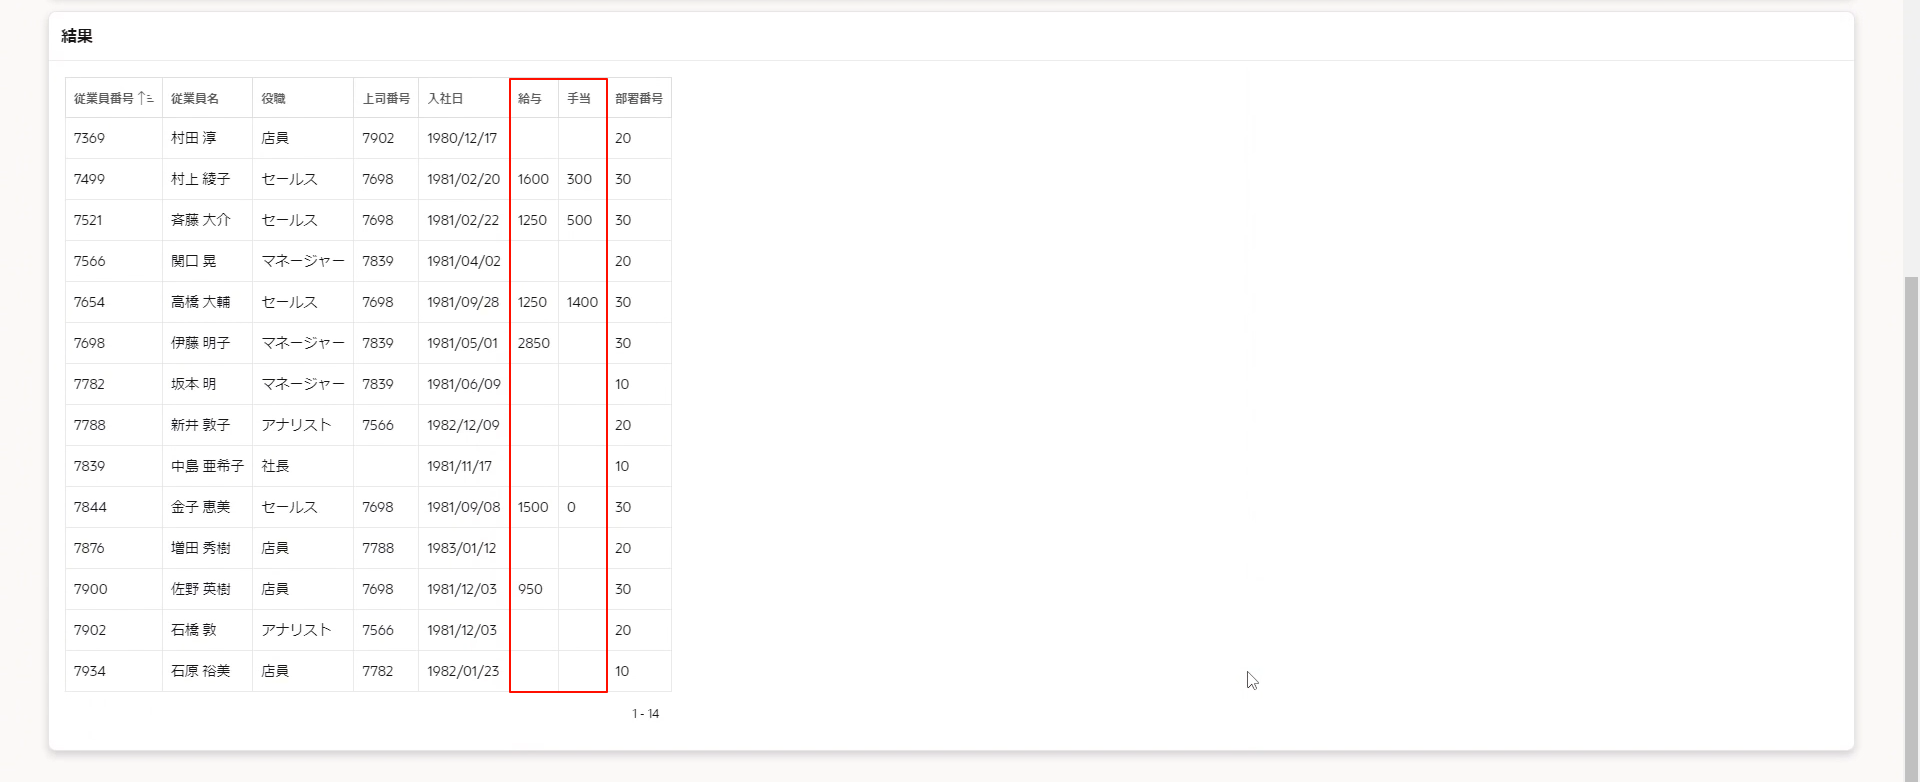 結果
従業員番号 従業員名 役職 上司番号 入社日 給与 手当 部署番号
7369 村田 淳 店員 7902 1980/12/17 20
7499 村上 綾子 セールス 7698 1981/02/20 1600 300 30
7521 斉藤 大介 セールス 7698 1981/02/22 1250 500 30
7566 関口 晃 マネージャー 7839 1981/04/02 20
7654 高橋 大輔 セールス 7698 1981/09/28 1250 1400 30
7698 伊藤 明子 マネージャー 7839 1981/05/01 2850 30
7782 坂本 明 マネージャー 7839 1981/06/09 10
7788 新井 敦子 アナリスト 7566 1982/12/09 20
7839 中島 亜希子 社長 1981/11/17 10
7844 金子 恵美 セールス 7698 1981/09/08 1500 0 30
7876 増田 秀樹 店員 7788 1983/01/12 20
7900 佐野 英樹 店員 7698 1981/12/03 950 30
7902 石橋 敦 アナリスト 7566 1981/12/03 20
7934 石原 裕美 店員 7782 1982/01/23 10
1 - 14